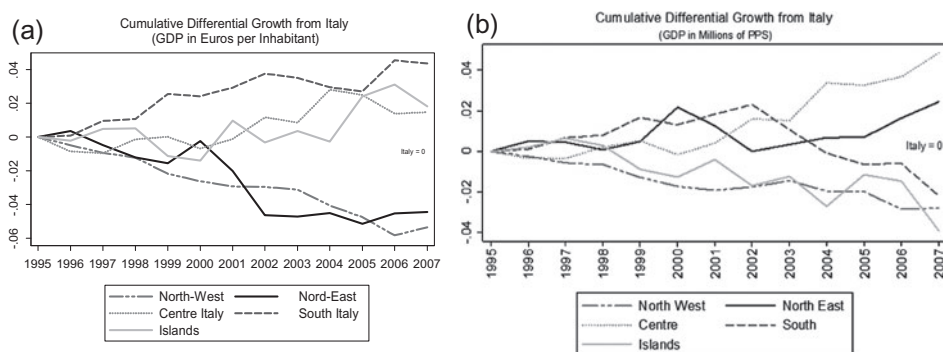 (a)
Cumulative Differential Growth from Italy
(GDP in Euros per Inhabitant)
.04
.02
0
-.02
-.04
-.06
Italy = 0
1995 1996 1997 1998 1999 2000 2001 2002 2003 2004 2005 2006 2007
North-West Nord-East
Centre Italy South Italy
Islands
(b)
Cumulative Differential Growth from Italy
(GDP in Millions of PPS)
.04
.02
0
-.02
-.04
Italy = 0
1995 1996 1997 1998 1999 2000 2001 2002 2003 2004 2005 2006 2007
North West North East
Centre South
Islands